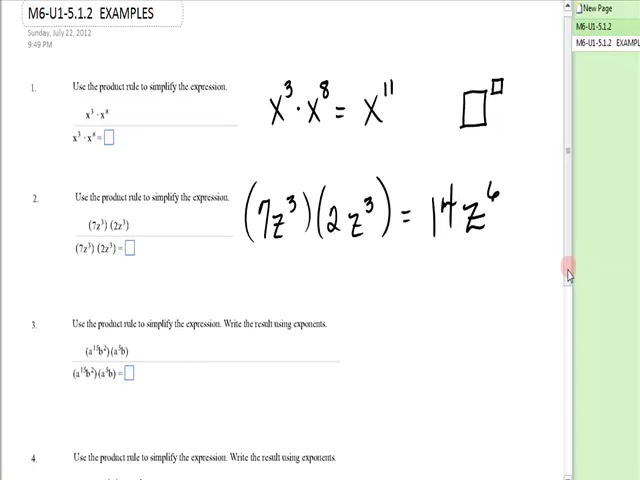 M6-U1-5.1.2 EXAMPLES
Sunday, July 22, 2012
9:49 PM
New Page
M6-U1-5.1.2
M6-U1-5.1.2 EXAMPL
1. Use the product rule to simplify the expression.
x³ · x⁸
x³ · x⁸ =
x³ · x⁸ = x¹¹
2. Use the product rule to simplify the expression.
(7z³) (2z³)
(7z³) (2z³) =
(7z³)(2z³) = 14z⁶
3. Use the product rule to simplify the expression. Write the result using exponents.
(a¹⁵b²)(a⁵b)
(a¹⁵b²)(a⁵b) =
4. Use the product rule to simplify the expression. Write the result using exponents.